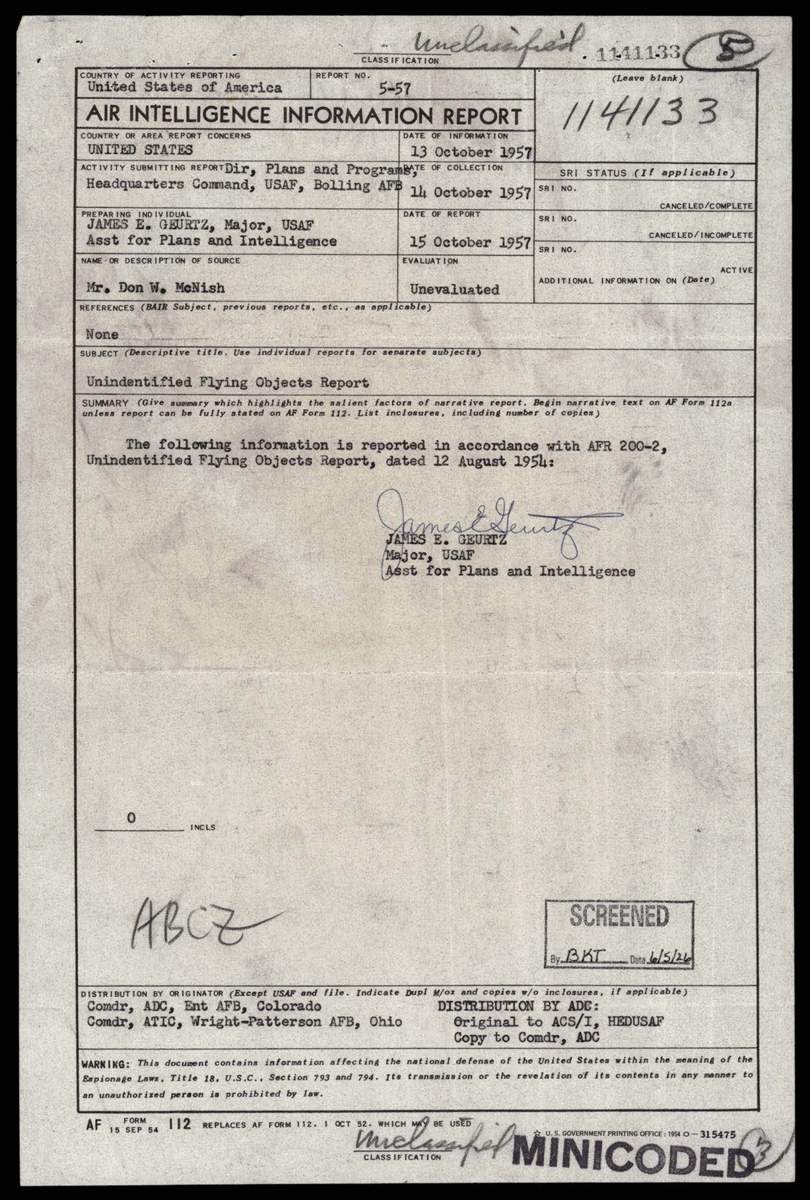 Unclassified
CLASSIFICATION
1141133
5
COUNTRY OF ACTIVITY REPORTING
United States of America
REPORT NO.
5-57
(Leave blank)
1141133
AIR INTELLIGENCE INFORMATION REPORT
COUNTRY OR AREA REPORT CONCERNS
UNITED STATES
DATE OF INFORMATION
13 October 1957
ACTIVITY SUBMITTING REPORT Dir, Plans and Programs,
Headquarters Command, USAF, Bolling AFB
DATE OF COLLECTION
14 October 1957
SRI STATUS (If applicable)
SRI NO.
CANCELED/COMPLETE
PREPARING INDIVIDUAL
JAMES E. GEURTZ, Major, USAF
Asst for Plans and Intelligence
DATE OF REPORT
15 October 1957
SRI NO.
CANCELED/INCOMPLETE
SRI NO.
ACTIVE
NAME OR DESCRIPTION OF SOURCE
Mr. Don W. McNish
EVALUATION
Unevaluated
ADDITIONAL INFORMATION ON (Date)
REFERENCES (BAIR Subject, previous reports, etc., as applicable)
None
SUBJECT (Descriptive title. Use individual reports for separate subjects)
Unindentified Flying Objects Report
SUMMARY (Give summary which highlights the salient factors of narrative report. Begin narrative text on AF Form 112a
unless report can be fully stated on AF Form 112. List inclosures, including number of copies)
The following information is reported in accordance with AFR 200-2,
Unindentified Flying Objects Report, dated 12 August 1954:
James E Geurtz
JAMES E. GEURTZ
Major, USAF
Asst for Plans and Intelligence
0
INCLS
ABCZ
SCREENED
By BKT Date 6/5/26
DISTRIBUTION BY ORIGINATOR (Except USAF and file. Indicate Dupl M/oz and copies w/o inclosures, if applicable)
Comdr, ADC, Ent AFB, Colorado
Comdr, ATIC, Wright-Patterson AFB, Ohio
DISTRIBUTION BY ADC:
Original to ACS/I, HEDUSAF
Copy to Comdr, ADC
WARNING: This document contains information affecting the national defense of the United States within the meaning of the
Espionage Laws, Title 18, U.S.C., Section 793 and 794. Its transmission or the revelation of its contents in any manner to
an unauthorized person is prohibited by law.
AF FORM 15 SEP 54 112 REPLACES AF FORM 112. 1 OCT 52. WHICH MAY BE USED
☆ U. S. GOVERNMENT PRINTING OFFICE: 1954 O-315475
Unclassified
CLASSIFICATION
MINICODED
3